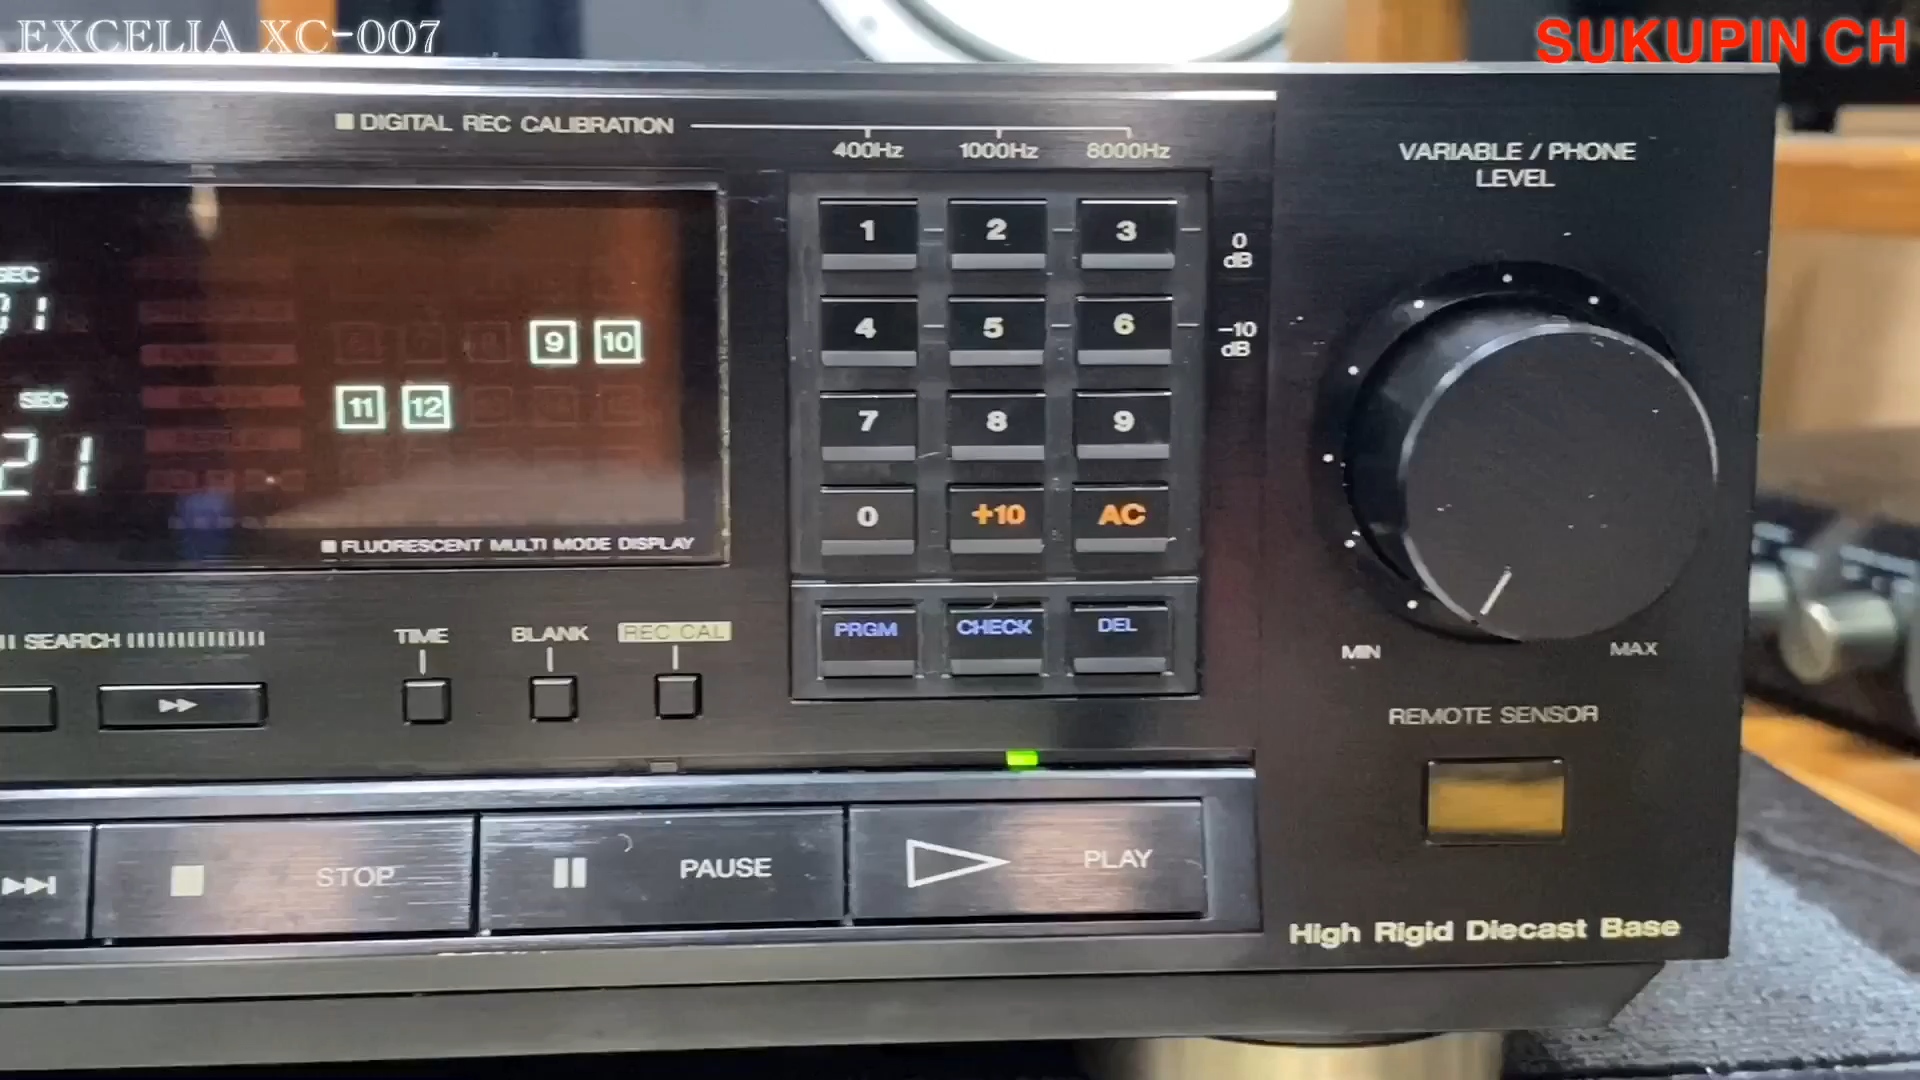 EXCELIA XC-007
SUKUPIN CH
DIGITAL REC CALIBRATION
400Hz 1000Hz 8000Hz
VARIABLE / PHONE
LEVEL
1 2 3
0
dB
SEC
01
4 5 6
-10
dB
9 10
11 12
SEC
21
7 8 9
0 +10 AC
FLUORESCENT MULTI MODE DISPLAY
PRGM CHECK DEL
SEARCH
TIME BLANK REC CAL
MIN MAX
REMOTE SENSOR
STOP PAUSE PLAY
High Rigid Diecast Base